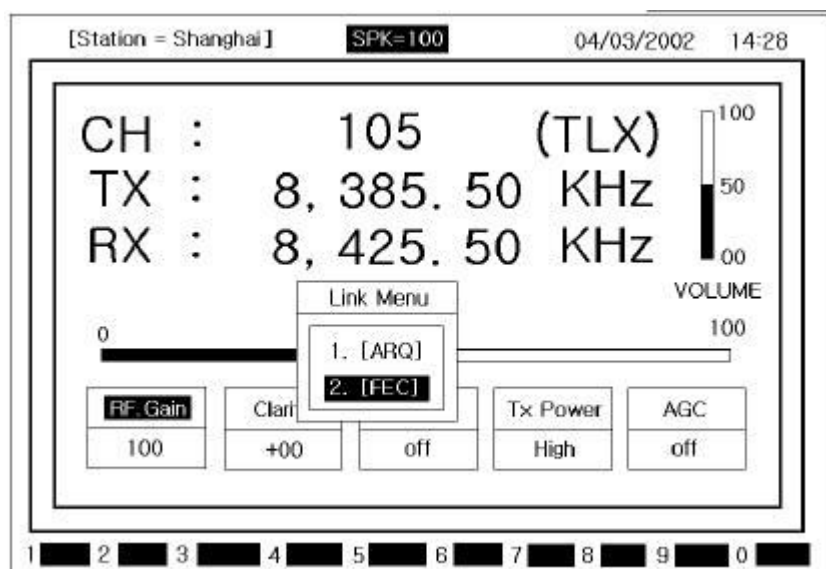 [Station = Shanghai] SPK=100 04/03/2002 14:28
CH : 105 (TLX)
TX : 8, 385. 50 KHz
RX : 8, 425. 50 KHz
100
50
00
VOLUME
Link Menu
0 100
1. [ARQ]
2. [FEC]
RF. Gain Clari Tx Power AGC
100 +00 off High off
1 2 3 4 5 6 7 8 9 0